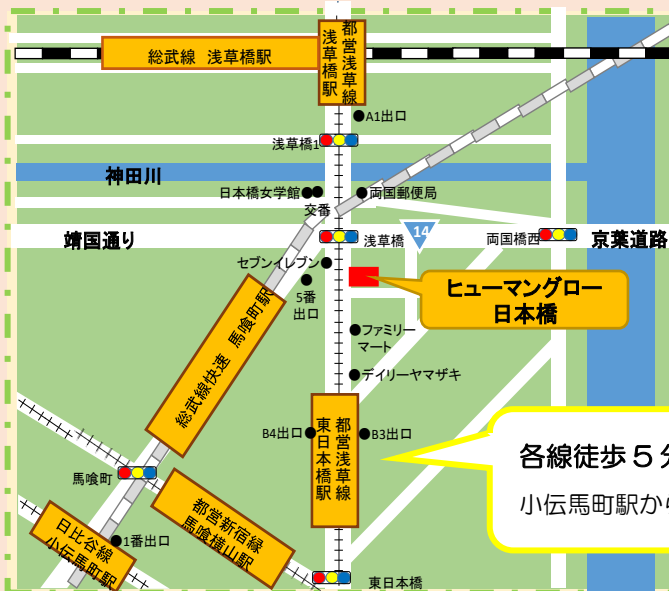 都営浅草線
浅草橋駅
総武線 浅草橋駅
A1出口
浅草橋1
神田川
日本橋女学館
両国郵便局
交番
14
靖国通り
浅草橋
両国橋西
京葉道路
セブンイレブン
5番
出口
ヒューマングロー
日本橋
総武線快速 馬喰町駅
ファミリー
マート
デイリーヤマザキ
都営浅草線
東日本橋駅
B4出口
B3出口
各線徒歩５分
小伝馬町駅から
馬喰町
都営新宿縁
馬喰横山駅
日比谷線
小伝馬町駅
1番出口
東日本橋